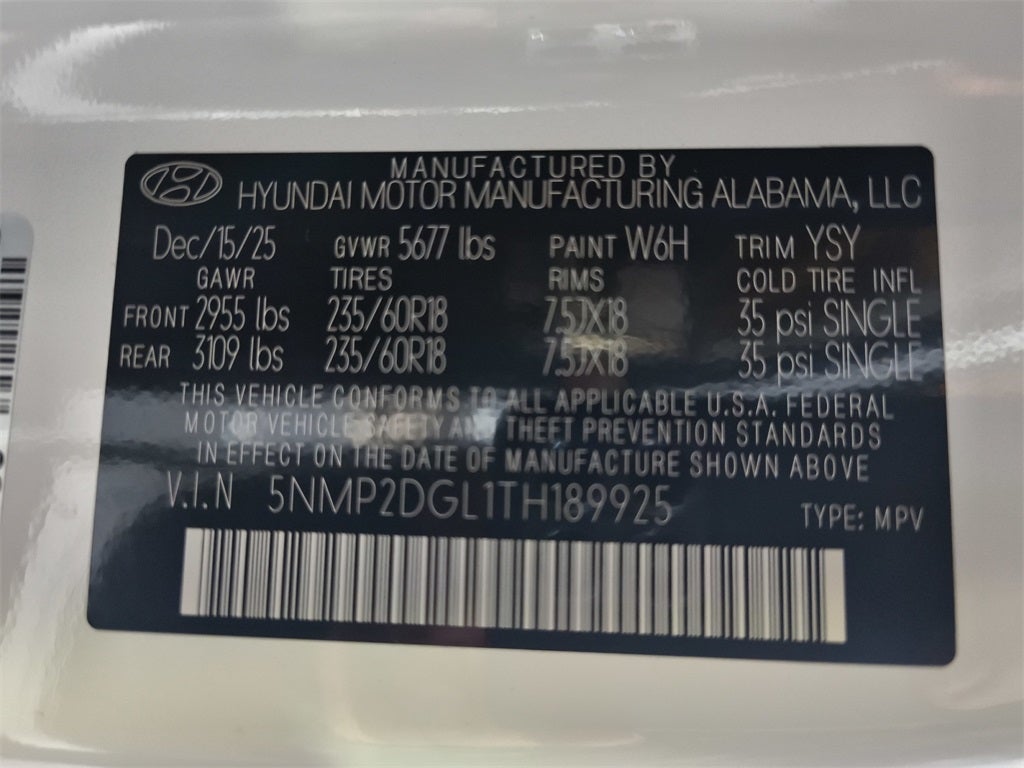 MANUFACTURED BY
HYUNDAI MOTOR MANUFACTURING ALABAMA, LLC
Dec/15/25 GVWR 5677 lbs PAINT W6H TRIM YSY
GAWR TIRES RIMS COLD TIRE INFL
FRONT 2955 lbs 235/60R18 7.5JX18 35 psi SINGLE
REAR 3109 lbs 235/60R18 7.5JX18 35 psi SINGLE
THIS VEHICLE CONFORMS TO ALL APPLICABLE U.S.A. FEDERAL
MOTOR VEHICLE SAFETY AND THEFT PREVENTION STANDARDS
IN EFFECT ON THE DATE OF MANUFACTURE SHOWN ABOVE
V.I.N 5NMP2DGL1TH189925 TYPE: MPV